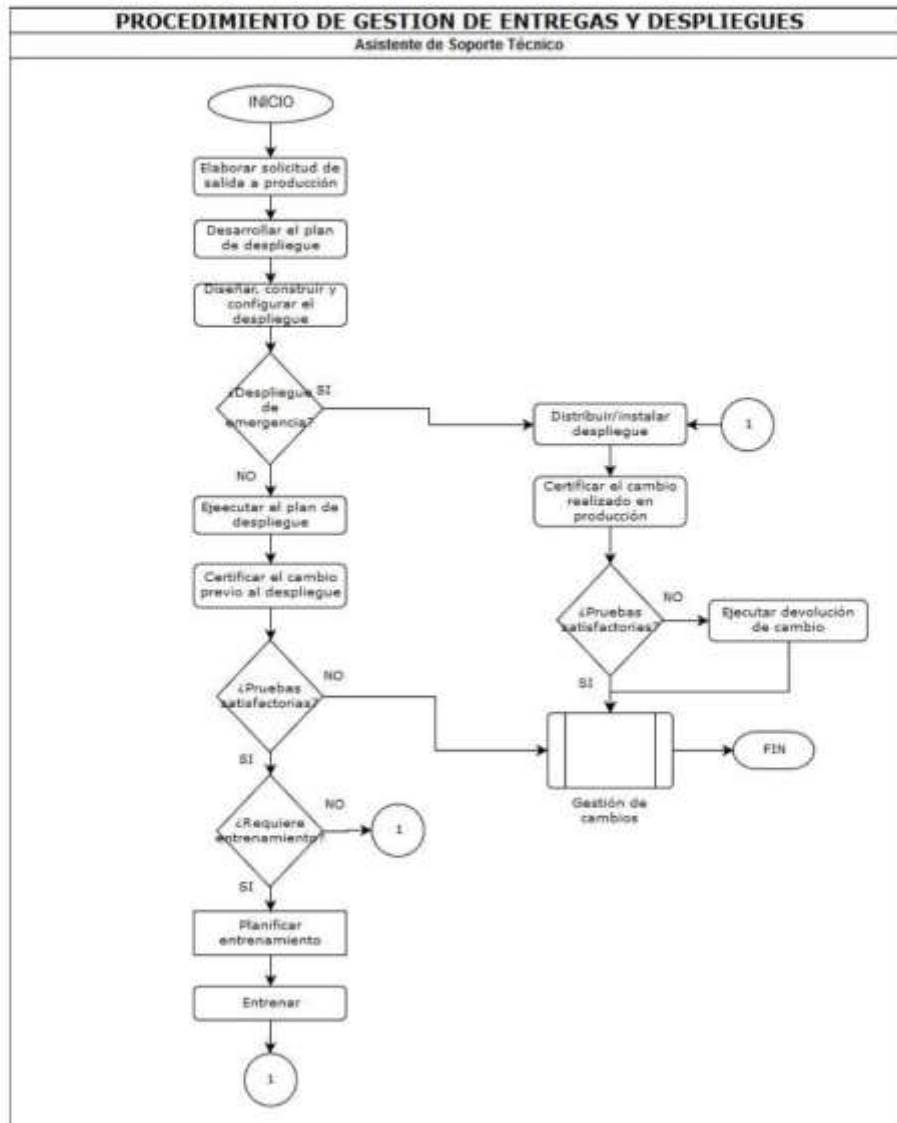 PROCEDIMIENTO DE GESTION DE ENTREGAS Y DESPLIEGUES
Asistente de Soporte Técnico
INICIO
Elaborar solicitud de
salida a producción
Desarrollar el plan
de despliegue
Diseñar, construir y
configurar el
despliegue
¿Despliegue
de
emergencia?
SI
NO
Ejeecutar el plan de
despliegue
Certificar el cambio
previo al despliegue
¿Pruebas
satisfactorias?
NO
SI
¿Requiere
entrenamiento?
NO
1
SI
Planificar
entrenamiento
Entrenar
1
Distribuir/instalar
despliegue
1
Certificar el cambio
realizado en
producción
¿Pruebas
satisfactorias?
NO
Ejecutar devolución
de cambio
SI
Gestión de
cambios
FIN